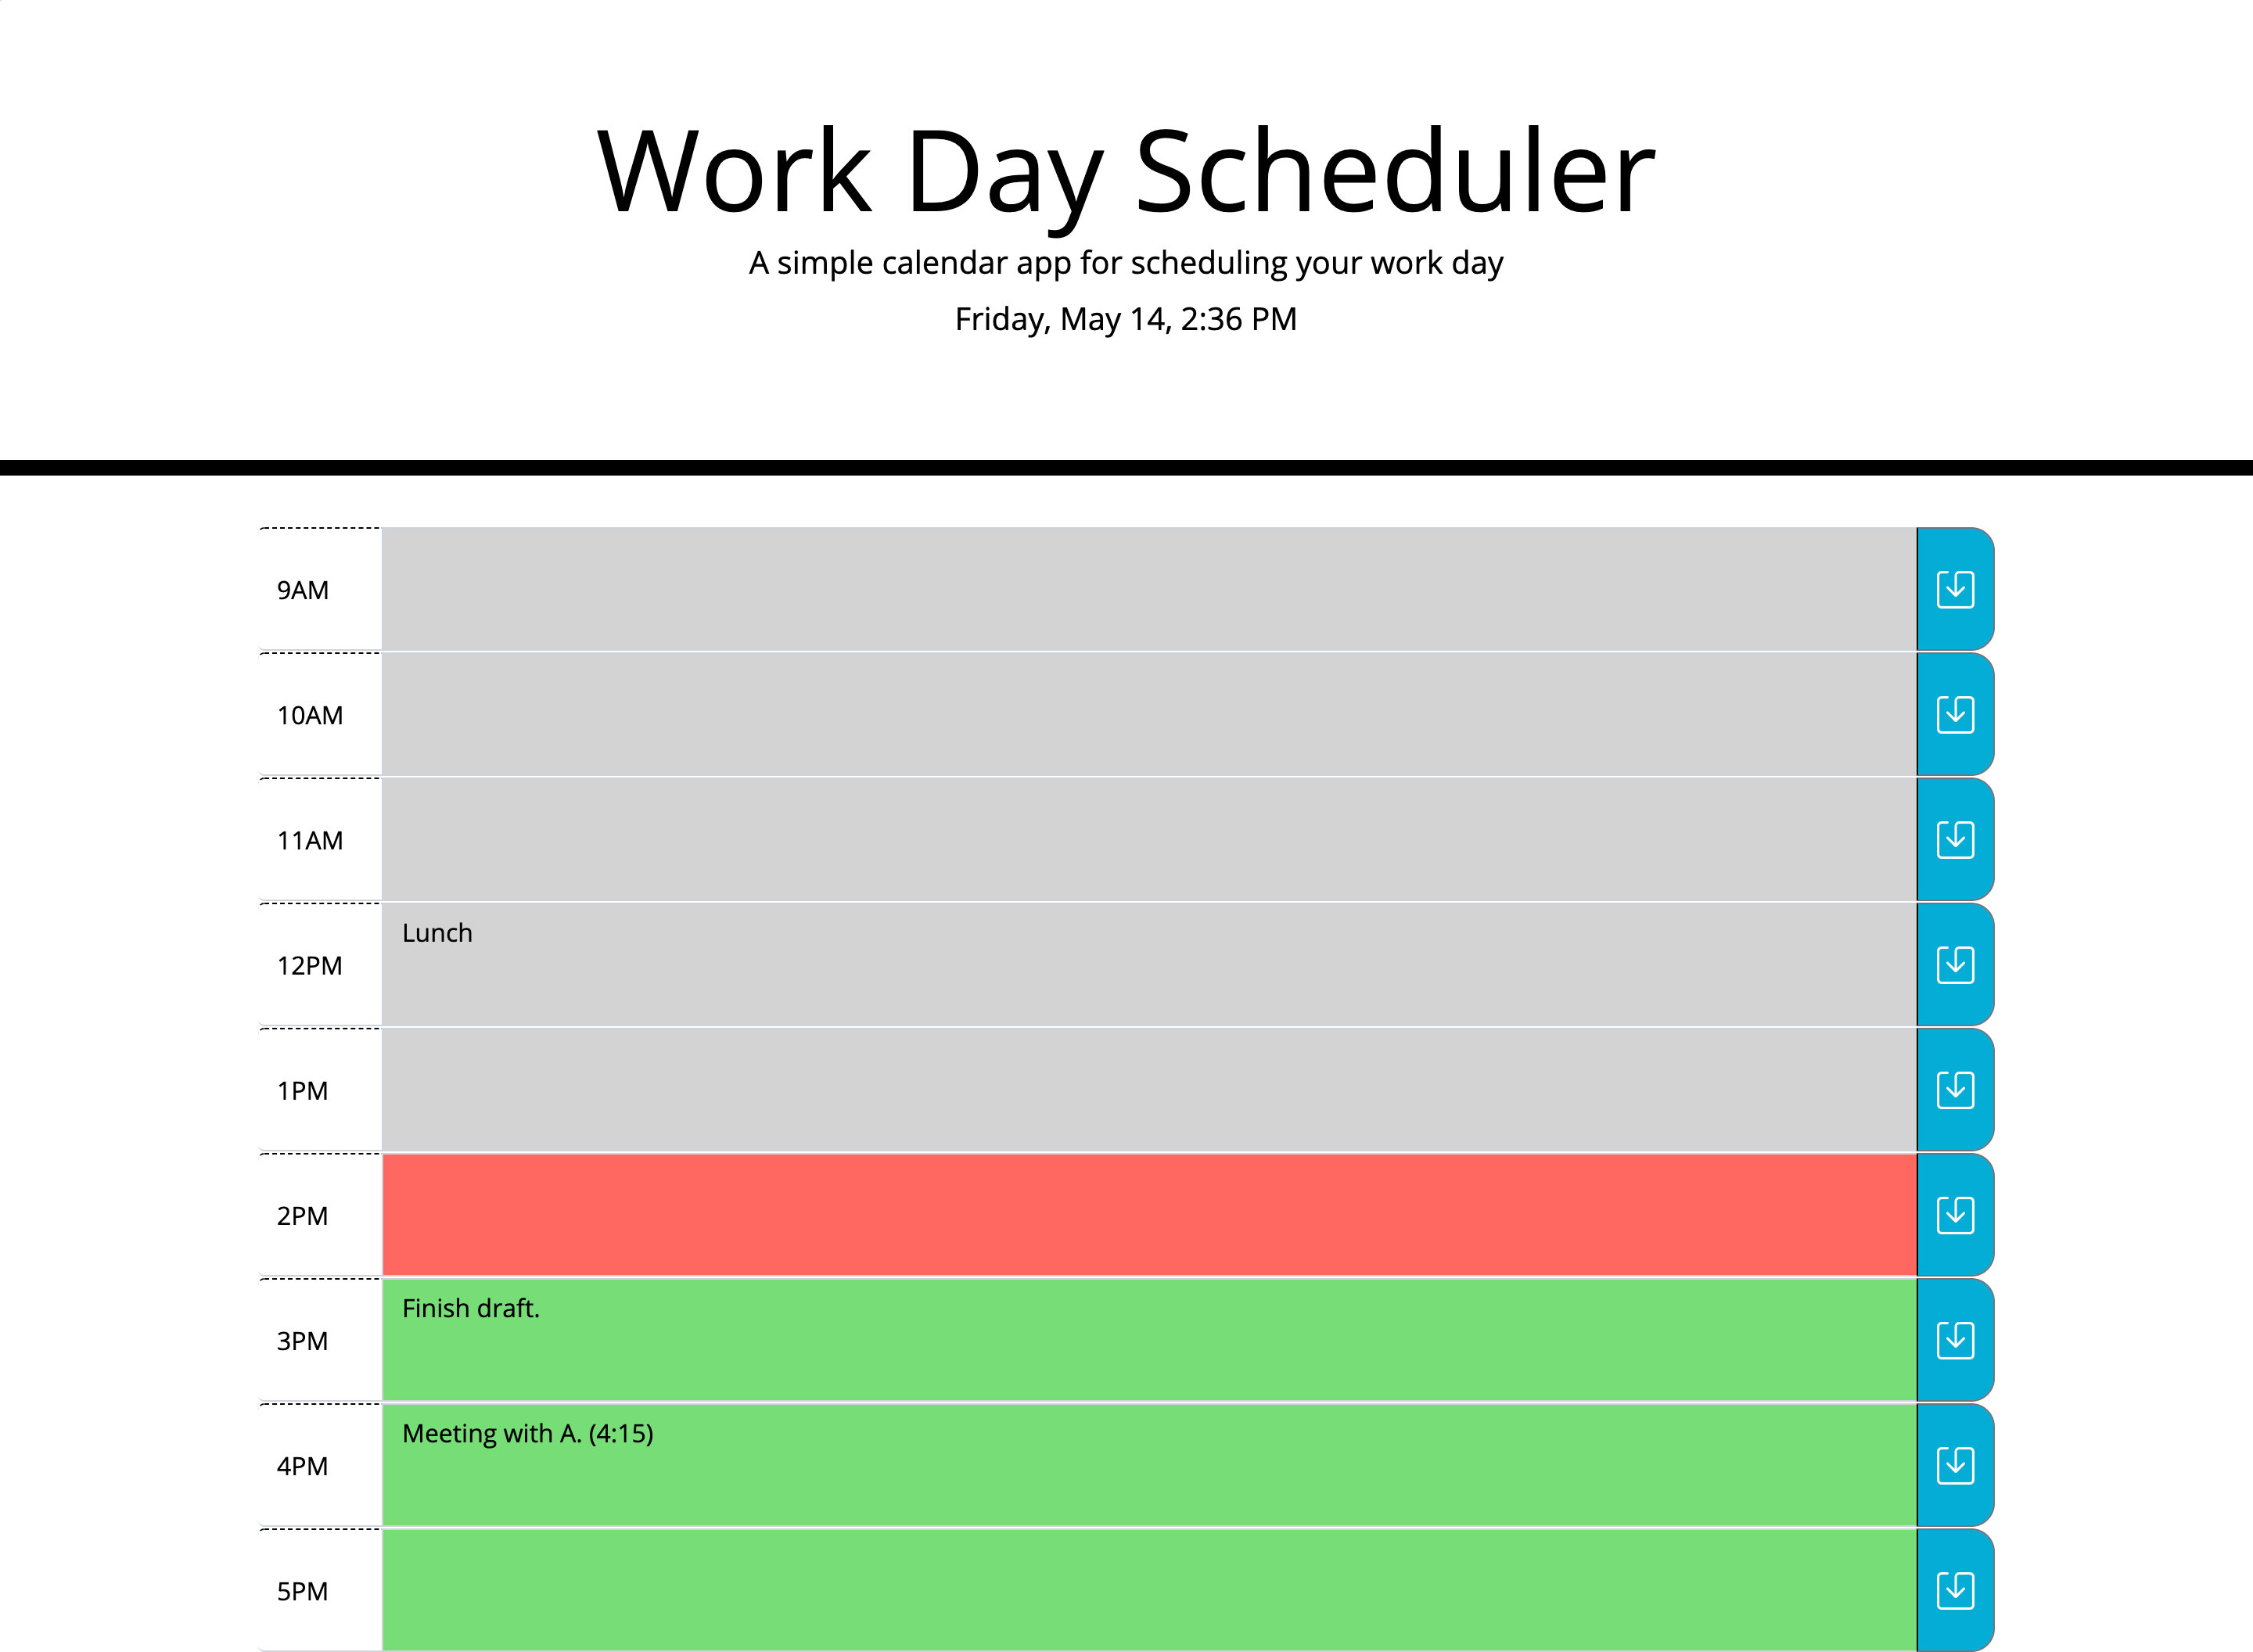 Work Day Scheduler
A simple calendar app for scheduling your work day
Friday, May 14, 2:36 PM
9AM
10AM
11AM
Lunch
12PM
1PM
2PM
Finish draft.
3PM
Meeting with A. (4:15)
4PM
5PM